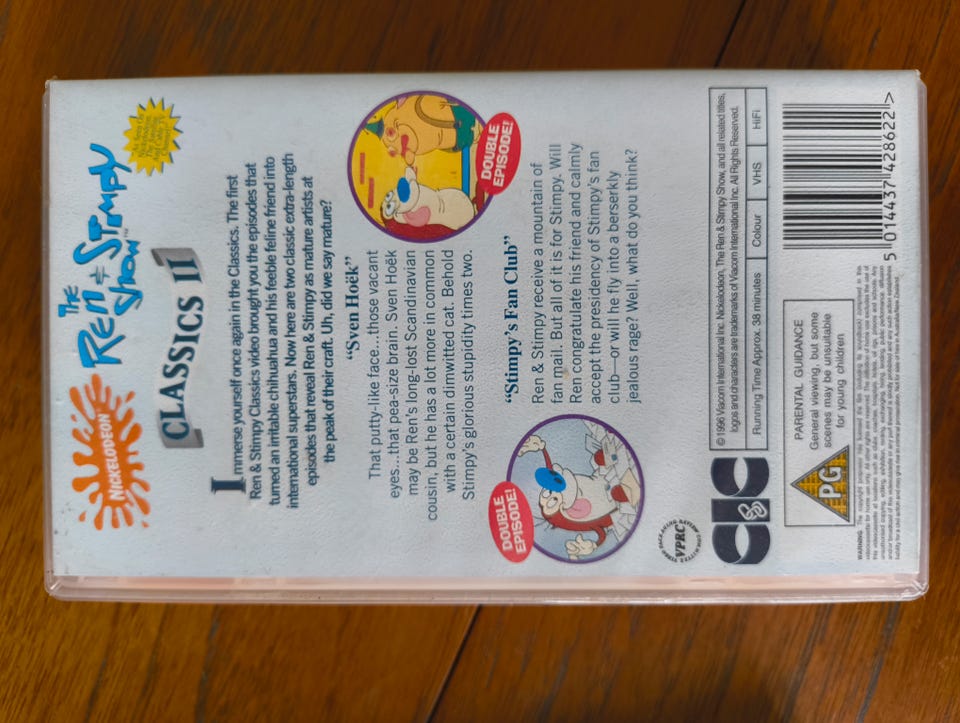 NICKELODEON
The
Ren & Stimpy
Show™
CLASSICS II
Immerse yourself once again in the Classics. The first
Ren & Stimpy Classics video brought you the episodes that
turned an irritable chihuahua and his feeble feline friend into
international superstars. Now here are two classic extra-length
episodes that reveal Ren & Stimpy as mature artists at
the peak of their craft. Uh, did we say mature?
“Sven Hoëk”
That putty-like face...those vacant
eyes...that pea-size brain. Sven Hoëk
may be Ren's long-lost Scandinavian
cousin, but he has a lot more in common
with a certain dimwitted cat. Behold
Stimpy's glorious stupidity times two.
DOUBLE
EPISODE!
“Stimpy's Fan Club”
Ren & Stimpy receive a mountain of
fan mail. But all of it is for Stimpy. Will
Ren congratulate his friend and calmly
accept the presidency of Stimpy's fan
club—or will he fly into a berserkly
jealous rage? Well, what do you think?
DOUBLE
EPISODE!
VPRC
VIDEO PACKAGING REVIEW COMMITTEE
CIC
© 1996 Viacom International Inc. Nickelodeon, The Ren & Stimpy Show, and all related titles,
logos and characters are trademarks of Viacom International Inc. All Rights Reserved.
Running Time Approx. 38 minutes
Colour
VHS
HiFi
PG
PARENTAL GUIDANCE
General viewing, but some
scenes may be unsuitable
for young children
WARNING
5 014437 428622 >